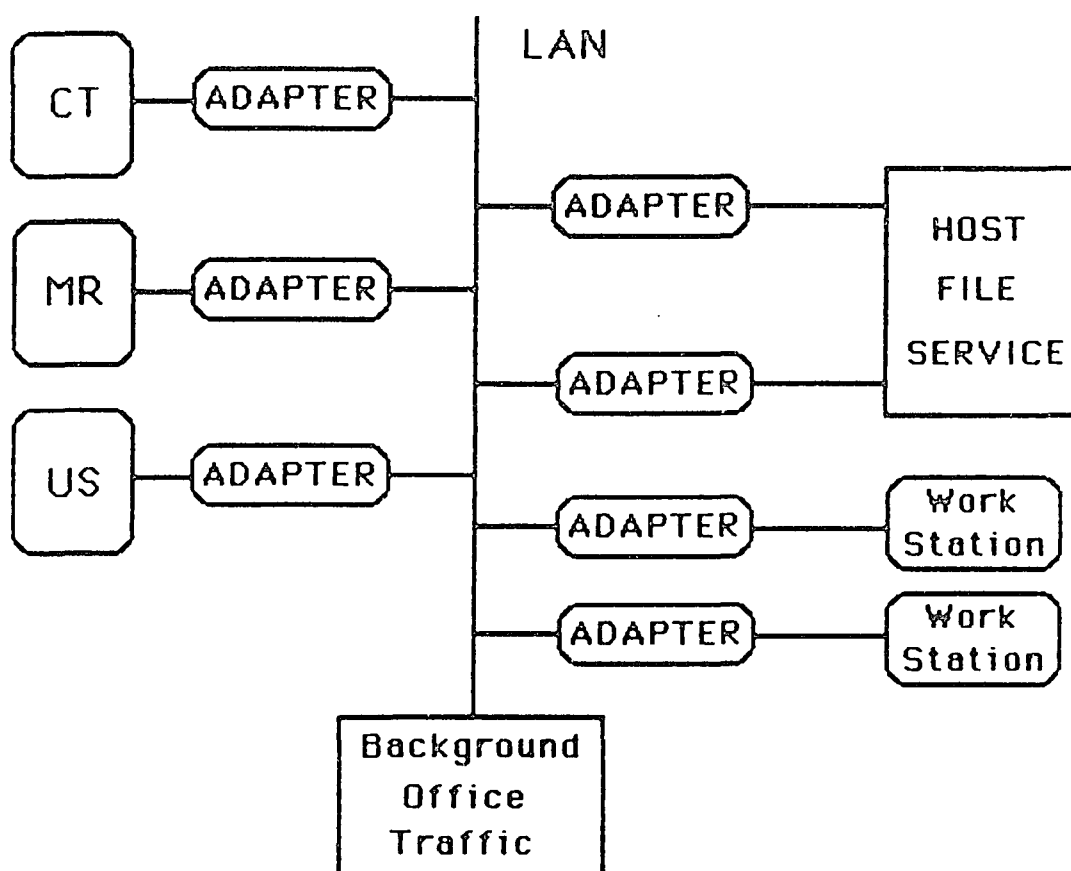 LAN
CT
ADAPTER
ADAPTER
HOST
FILE
SERVICE
MR
ADAPTER
ADAPTER
US
ADAPTER
ADAPTER
Work
Station
ADAPTER
Work
Station
Background
Office
Traffic